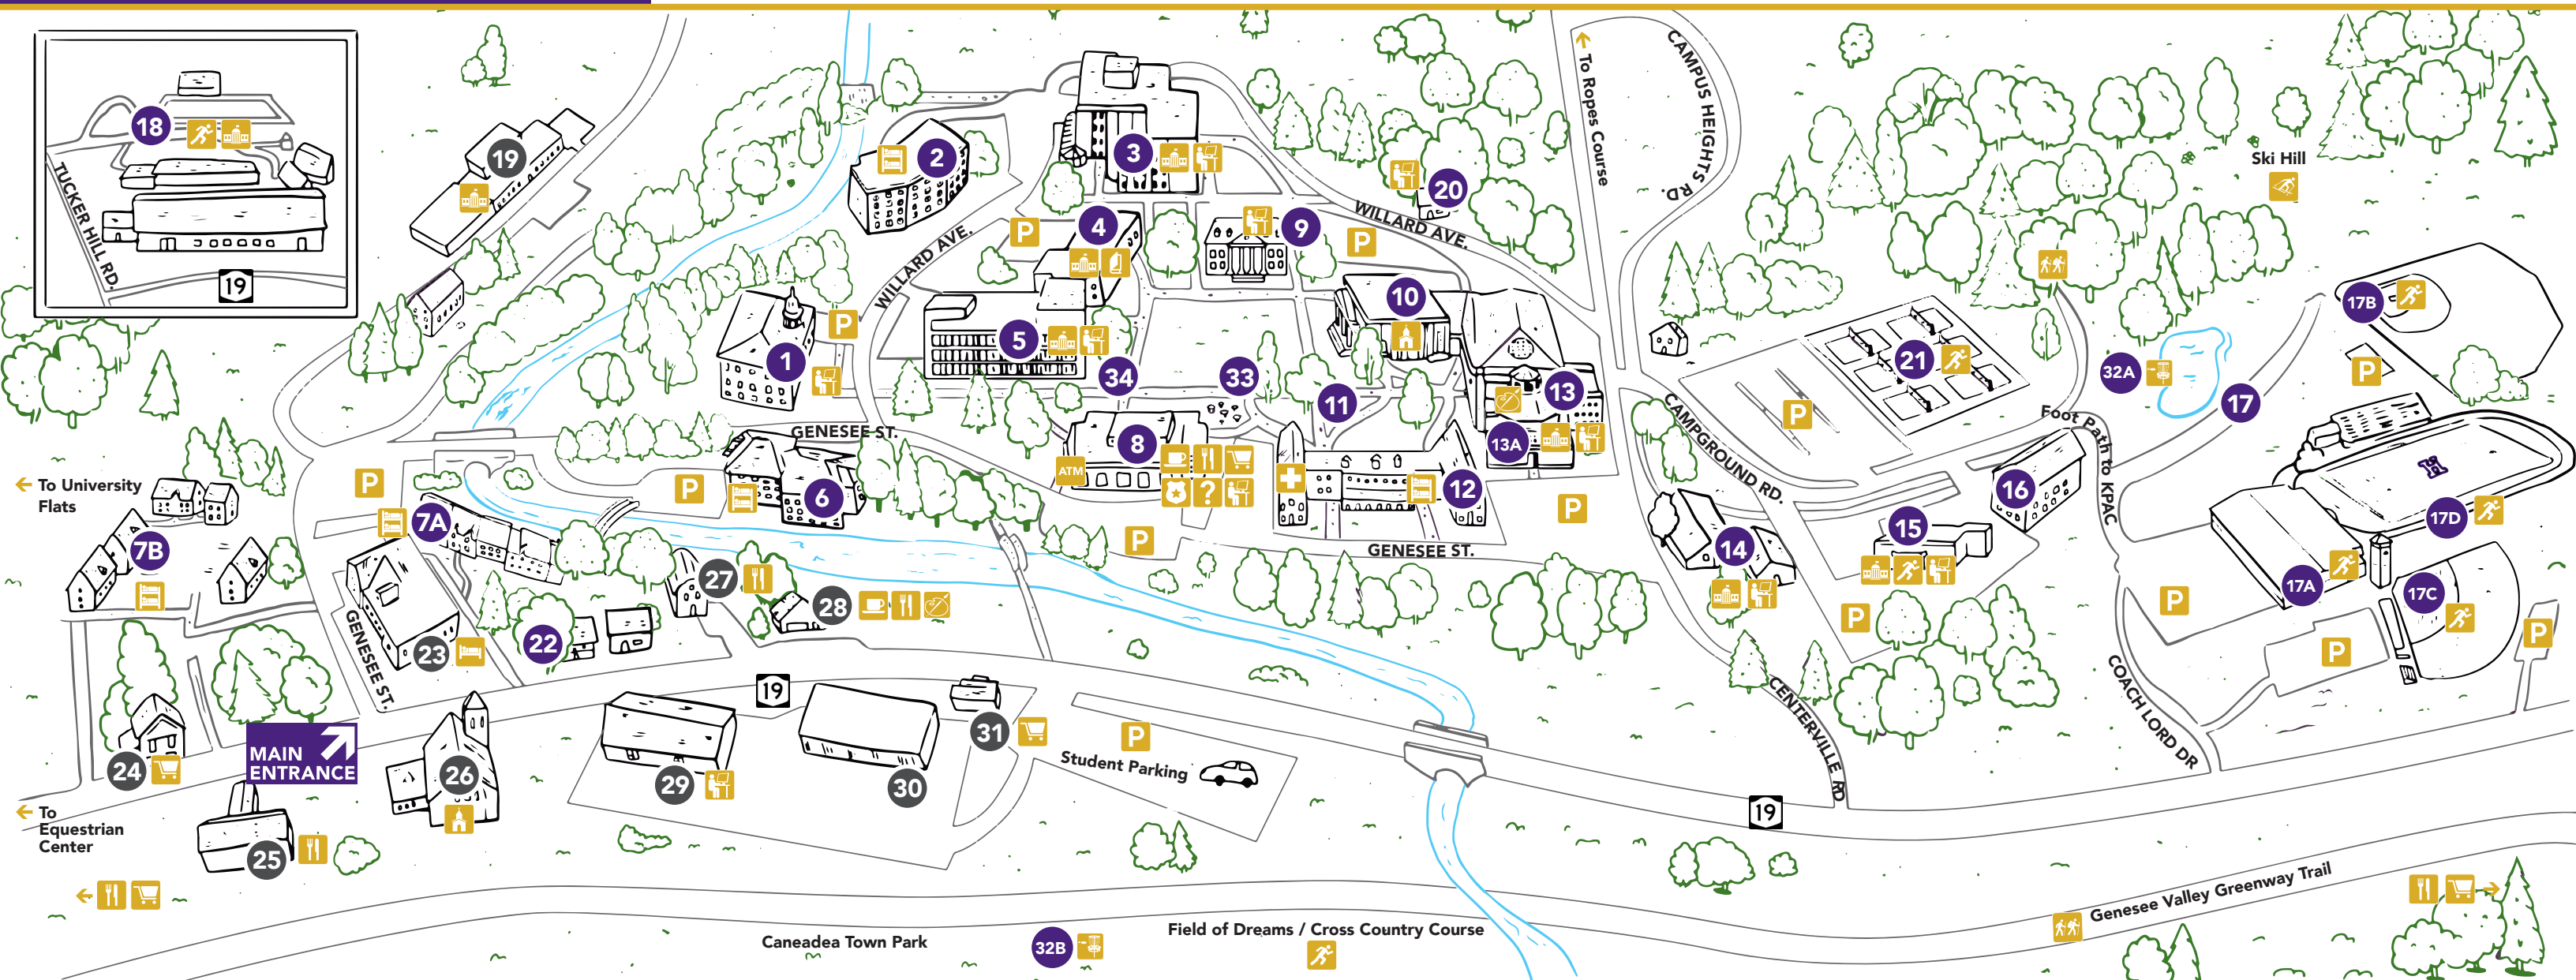 18
TUCKER HILL RD.
19
19
2
3
20
WILLARD AVE.
To Ropes Course
CAMPUS HEIGHTS RD.
Ski Hill
4
P
9
P
WILLARD AVE.
1
P
5
10
34
33
11
13
13A
21
P
32A
17
17B
P
GENESEE ST.
8
ATM
?
12
P
CAMPGROUND RD.
Foot Path to KPAC
16
17D
H
To University
Flats
P
7A
P
6
7B
P
GENESEE ST.
14
15
P
P
17A
17C
P
P
27
28
GENESEE ST.
23
22
19
MAIN
ENTRANCE
24
26
29
30
31
P
Student Parking
CENTERVILLE RD
COACH LORD DR
19
To
Equestrian
Center
25
Genesee Valley Greenway Trail
Caneadea Town Park
32B
Field of Dreams / Cross Country Course